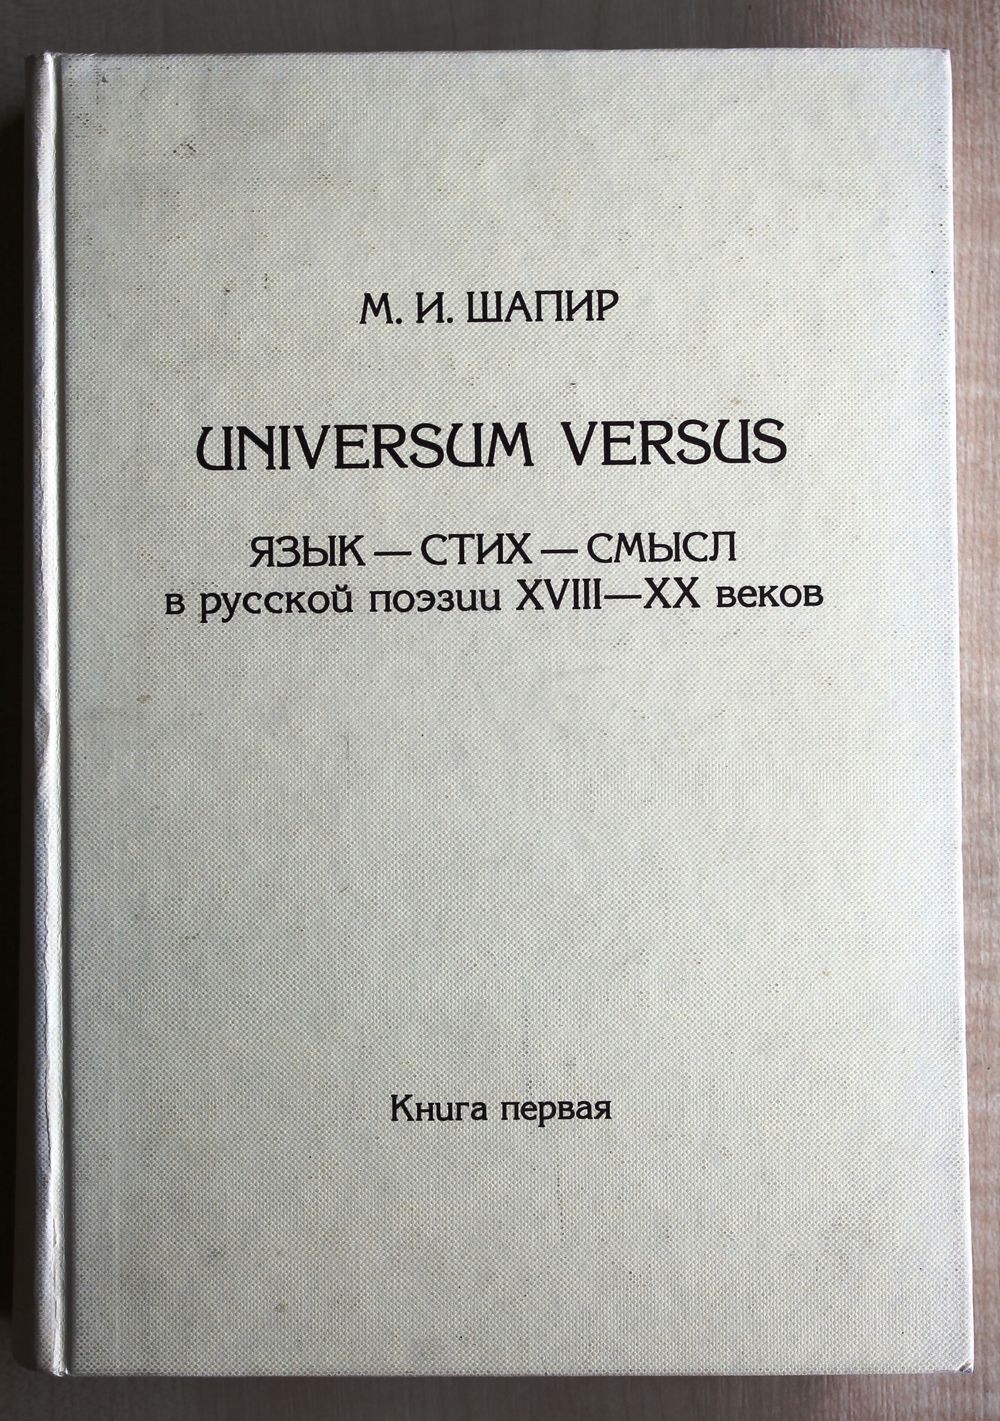 М. И. ШАПИР
UNIVERSUM VERSUS
ЯЗЫК — СТИХ — СМЫСЛ
в русской поэзии XVIII—XX веков
Книга первая